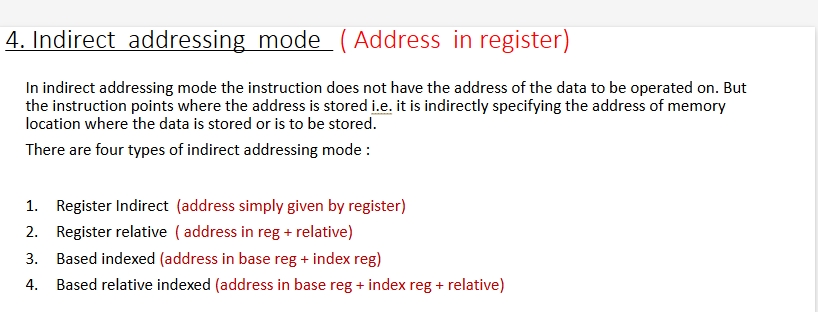 4. Indirect addressing mode ( Address in register)
In indirect addressing mode the instruction does not have the address of the data to be operated on. But
the instruction points where the address is stored i.e. it is indirectly specifying the address of memory
location where the data is stored or is to be stored.
There are four types of indirect addressing mode :
1. Register Indirect (address simply given by register)
2. Register relative ( address in reg + relative)
3. Based indexed (address in base reg + index reg)
4. Based relative indexed (address in base reg + index reg + relative)